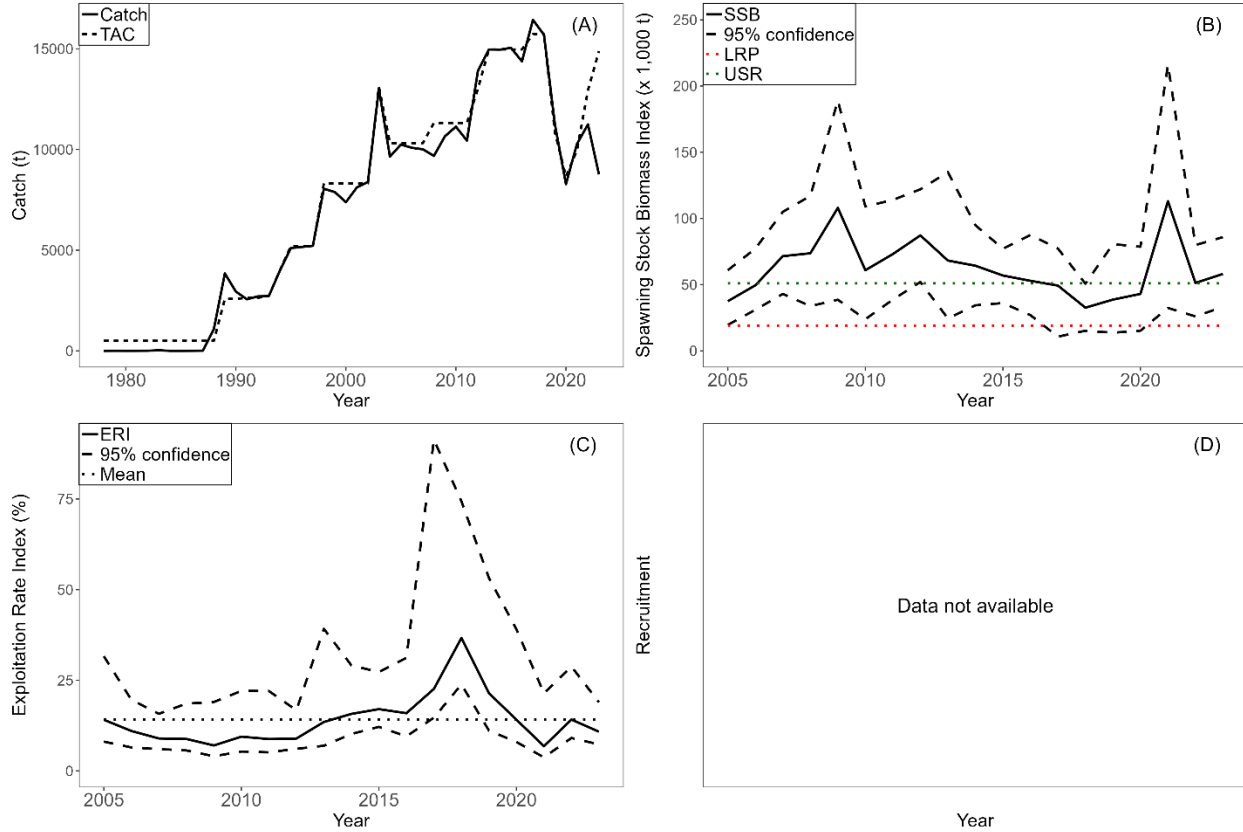 Catch
TAC
(A)
15000
10000
5000
0
Catch (t)
1980
1990
2000
2010
2020
Year
SSB
95% confidence
LRP
USR
(B)
250
200
150
100
50
0
Spawning Stock Biomass Index (x 1,000 t)
2005
2010
2015
2020
Year
ERI
95% confidence
Mean
(C)
75
50
25
0
Exploitation Rate Index (%)
2005
2010
2015
2020
Year
(D)
Recruitment
Data not available
Year